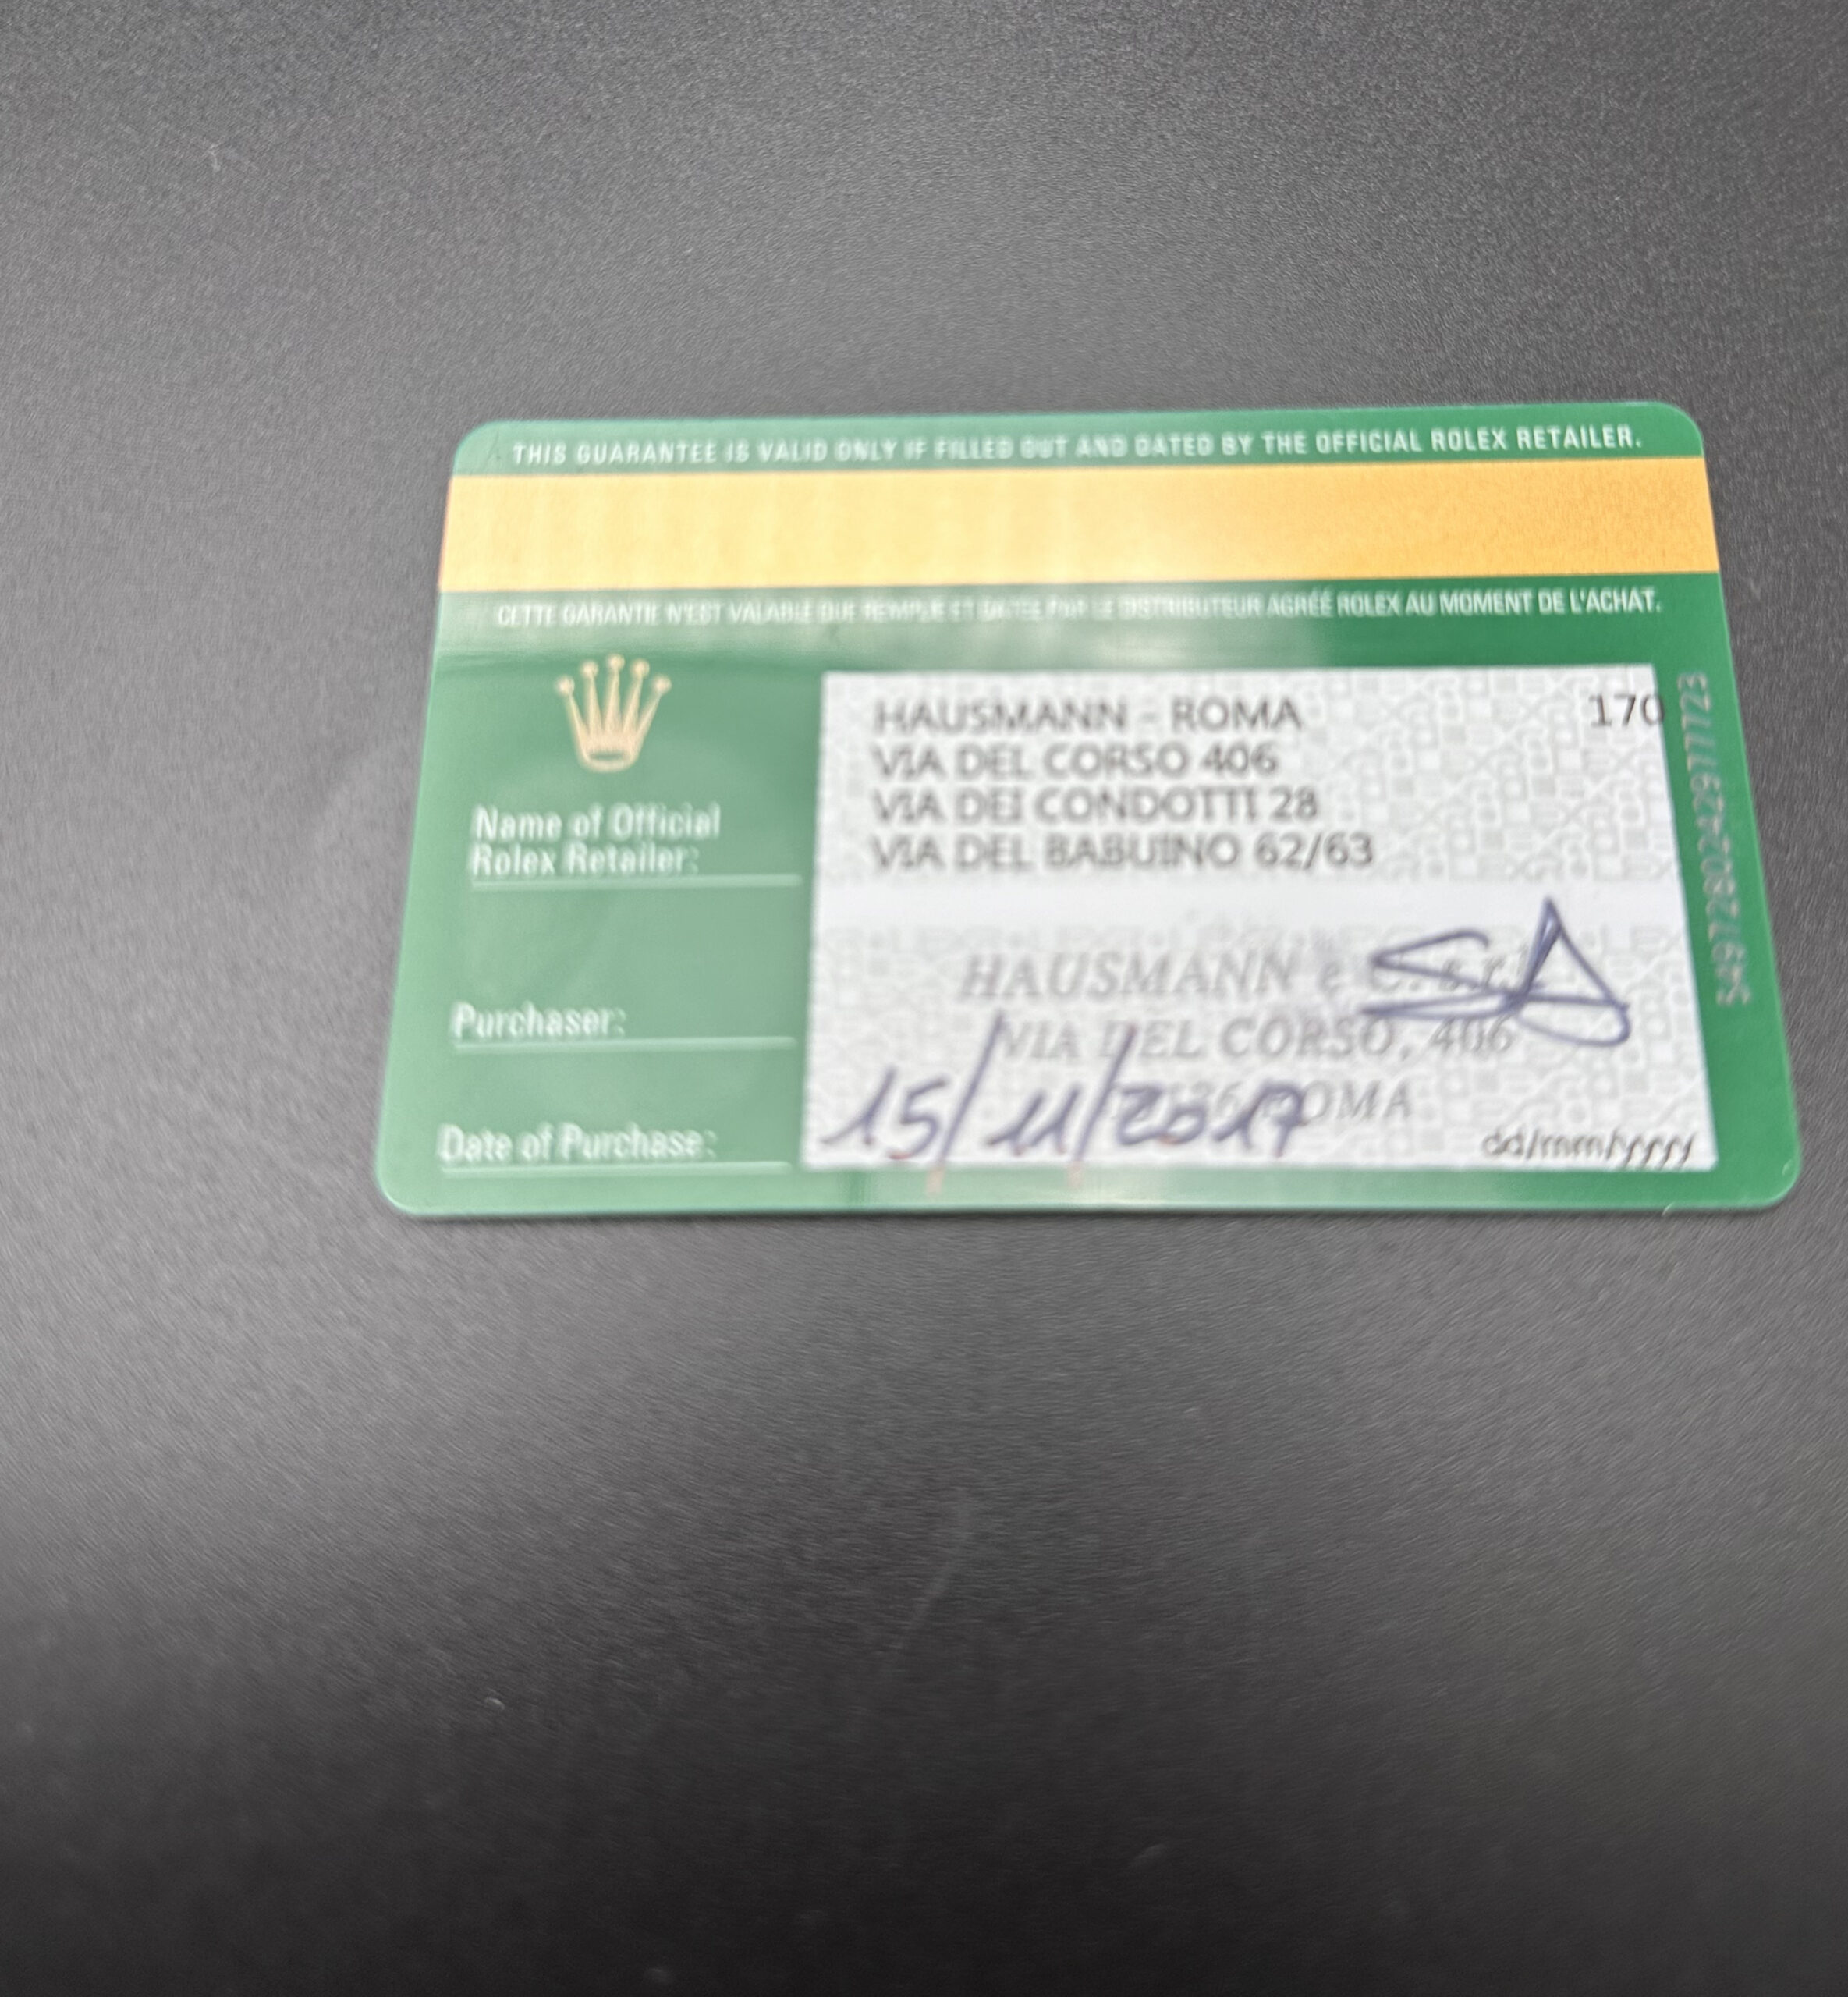 THIS GUARANTEE IS VALID ONLY IF FILLED OUT AND DATED BY THE OFFICIAL ROLEX RETAILER.
CETTE GARANTIE N'EST VALABLE QUE REMPLIE ET DATÉE PAR LE DISTRIBUTEUR AGRÉÉ ROLEX AU MOMENT DE L'ACHAT.
HAUSMANN - ROMA 170
VIA DEL CORSO 406
VIA DEI CONDOTTI 28
VIA DEL BABUINO 62/63
Name of Official
Rolex Retailer:
HAUSMANN e C. s.r.l.
Purchaser:
VIA DEL CORSO, 406
ROMA
Date of Purchase:
15/11/2017
dd/mm/yyyy